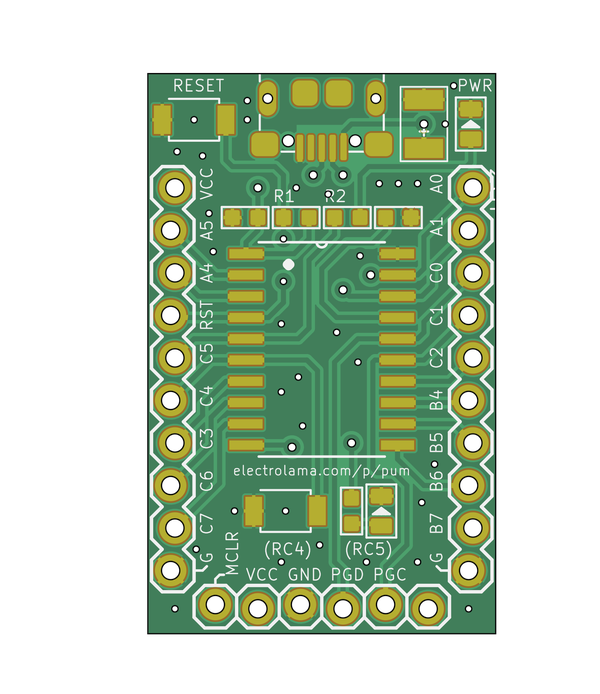 RESET
PWR
VCC
A5
A4
RST
C5
C4
C3
C6
C7
G
R1
R2
A0
A1
C0
C1
C2
B4
B5
B6
B7
G
electrolama.com/p/pum
(RC4)
(RC5)
MCLR
VCC GND PGD PGC